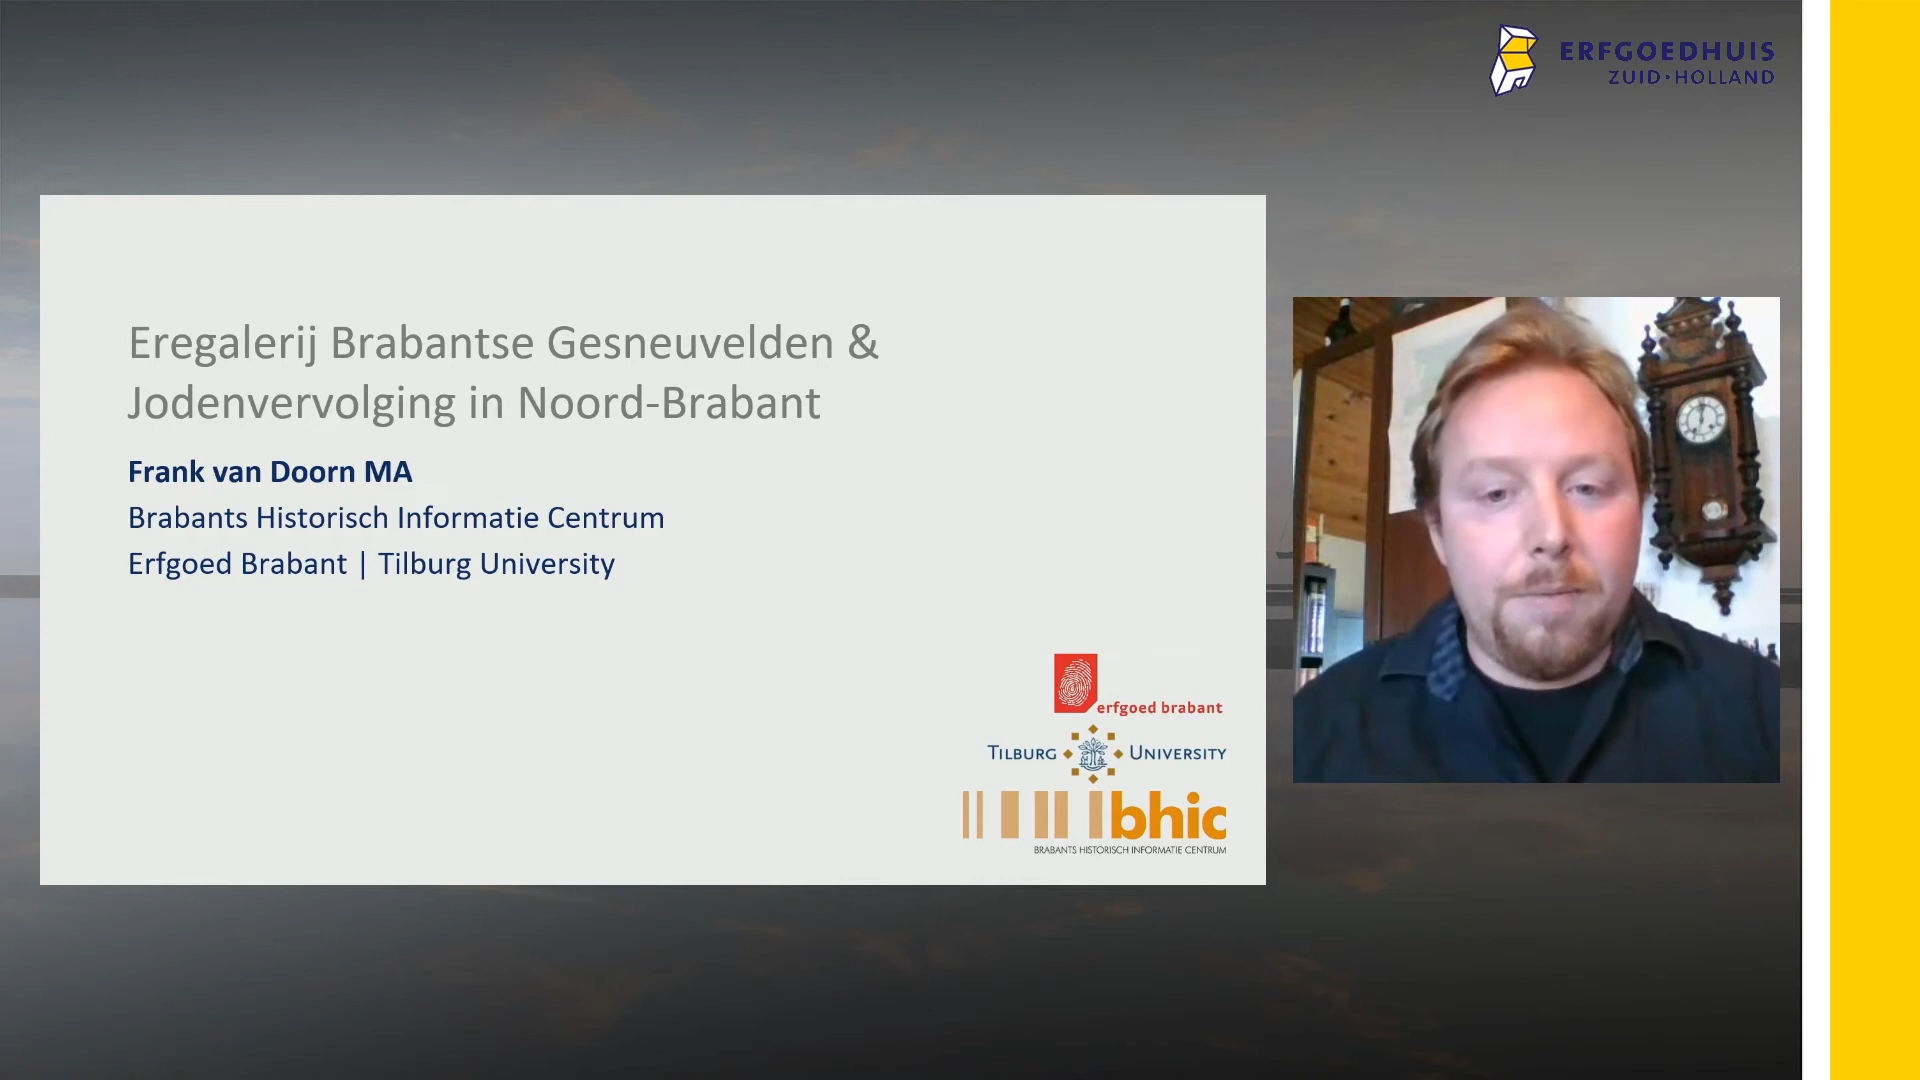 ERFGOEDHUIS
ZUID•HOLLAND
Eregalerij Brabantse Gesneuvelden &
Jodenvervolging in Noord-Brabant
Frank van Doorn MA
Brabants Historisch Informatie Centrum
Erfgoed Brabant | Tilburg University
erfgoed brabant
TILBURG UNIVERSITY
bhic
BRABANTS HISTORISCH INFORMATIE CENTRUM